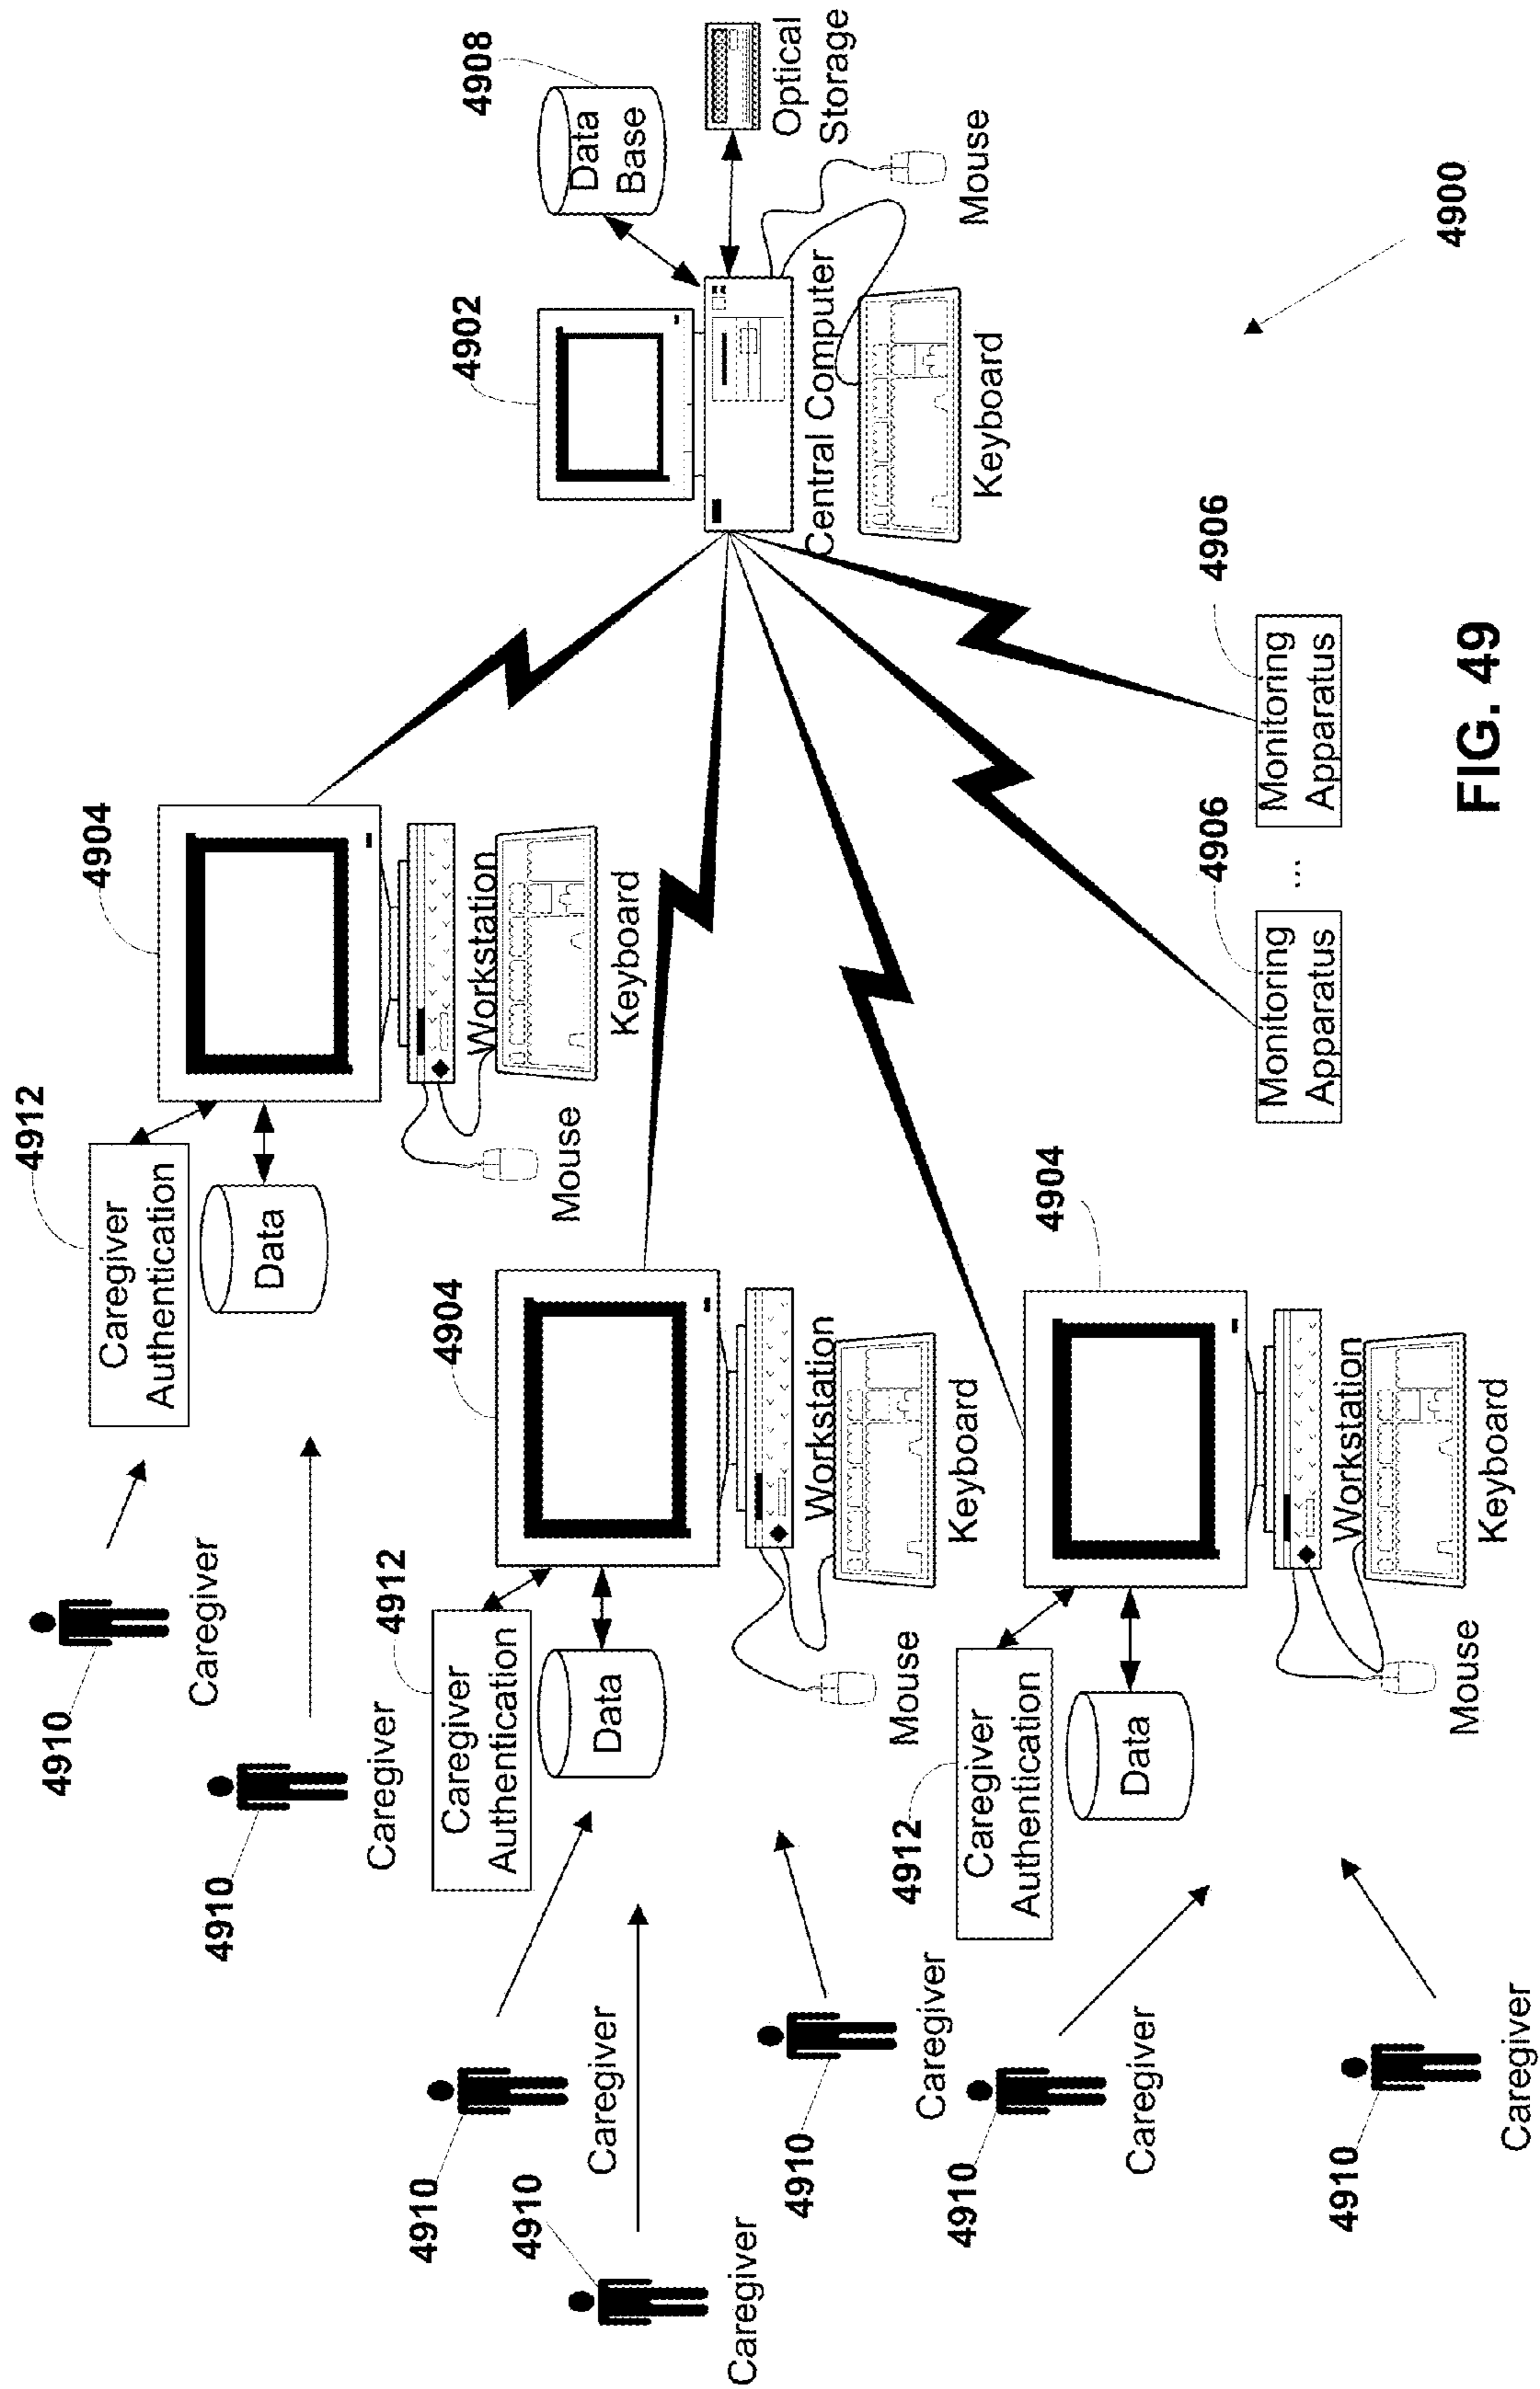 4910
Caregiver
4910
Caregiver
4912
Caregiver
Authentication
Data
4904
Workstation
Mouse
Keyboard
4910
Caregiver
4910
Caregiver
4910
Caregiver
4912
Caregiver
Authentication
Data
4904
Workstation
Mouse
Keyboard
4910
Caregiver
4910
Caregiver
4912
Caregiver
Authentication
Data
4904
Workstation
Mouse
Keyboard
4902
4908
Data
Base
Optical
Storage
Central Computer
Mouse
Keyboard
4906
Monitoring
Apparatus
...
4906
Monitoring
Apparatus
4900
FIG. 49